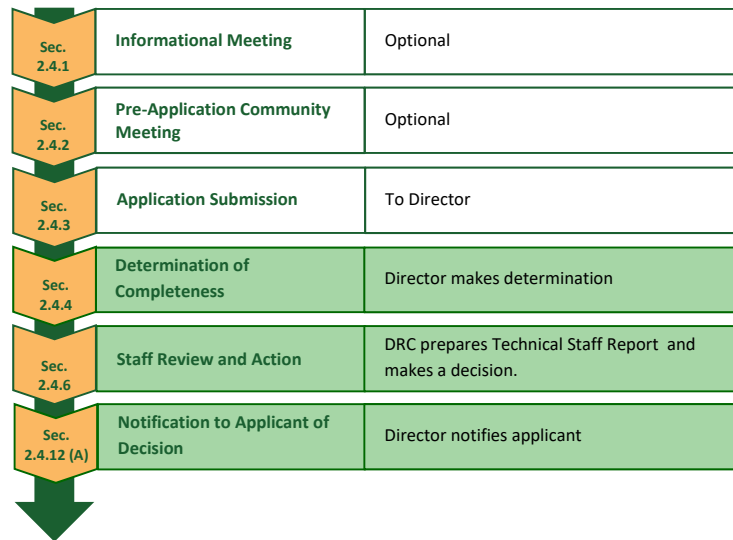 Sec.
2.4.1
Informational Meeting
Optional
Sec.
2.4.2
Pre-Application Community
Meeting
Optional
Sec.
2.4.3
Application Submission
To Director
Sec.
2.4.4
Determination of
Completeness
Director makes determination
Sec.
2.4.6
Staff Review and Action
DRC prepares Technical Staff Report and
makes a decision.
Sec.
2.4.12 (A)
Notification to Applicant of
Decision
Director notifies applicant